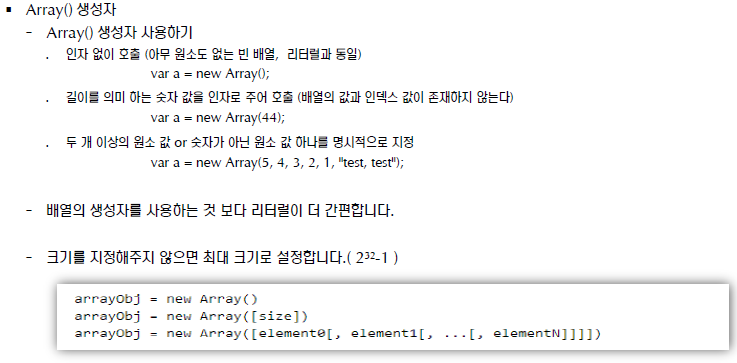 ▪ Array() 생성자
– Array() 생성자 사용하기
. 인자 없이 호출 (아무 원소도 없는 빈 배열, 리터럴과 동일)
var a = new Array();
. 길이를 의미 하는 숫자 값을 인자로 주어 호출 (배열의 값과 인덱스 값이 존재하지 않는다)
var a = new Array(44);
. 두 개 이상의 원소 값 or 숫자가 아닌 원소 값 하나를 명시적으로 지정
var a = new Array(5, 4, 3, 2, 1, "test, test");
– 배열의 생성자를 사용하는 것 보다 리터럴이 더 간편합니다.
– 크기를 지정해주지 않으면 최대 크기로 설정합니다.( 2³²-1 )
arrayObj = new Array()
arrayObj = new Array([size])
arrayObj = new Array([element0[, element1[, ...[, elementN]]]])